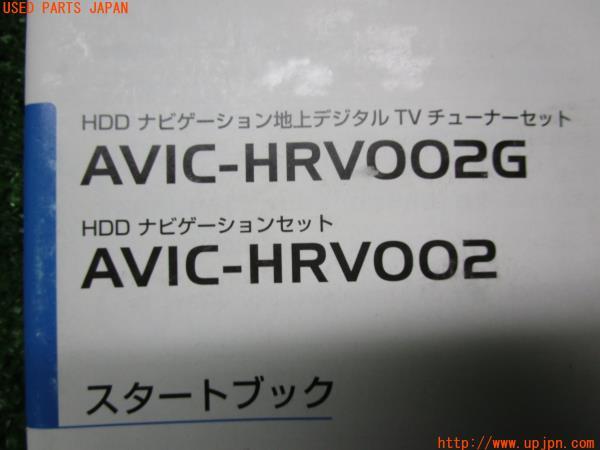 USED PARTS JAPAN
HDD ナビゲーション地上デジタル TV チューナーセット
AVIC-HRV002G
HDD ナビゲーションセット
AVIC-HRV002
スタートブック
http://www.upjpn.com/